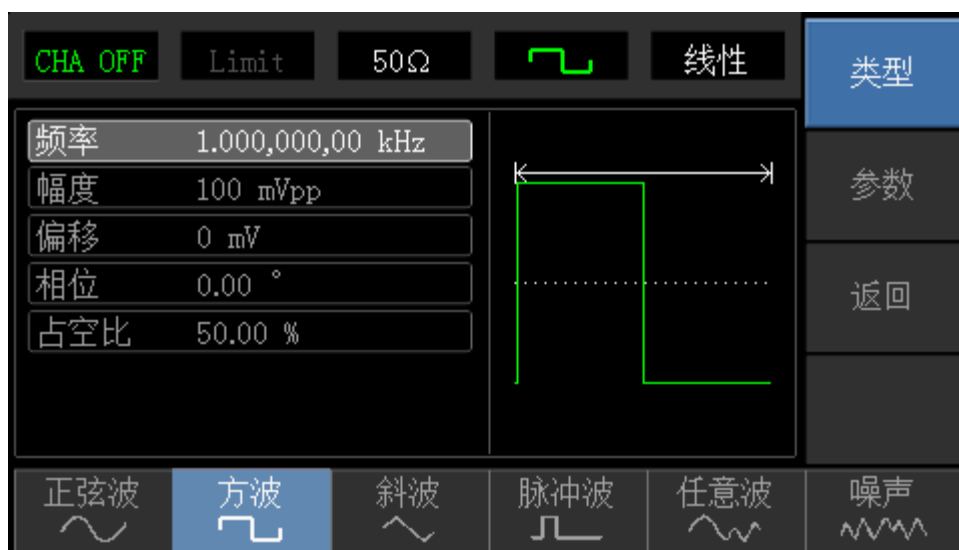 CHA OFF Limit 50Ω 线性 类型
频率 1.000,000,00 kHz
幅度 100 mVpp
偏移 0 mV
相位 0.00 °
占空比 50.00 %
参数
返回
正弦波 方波 斜波 脉冲波 任意波 噪声